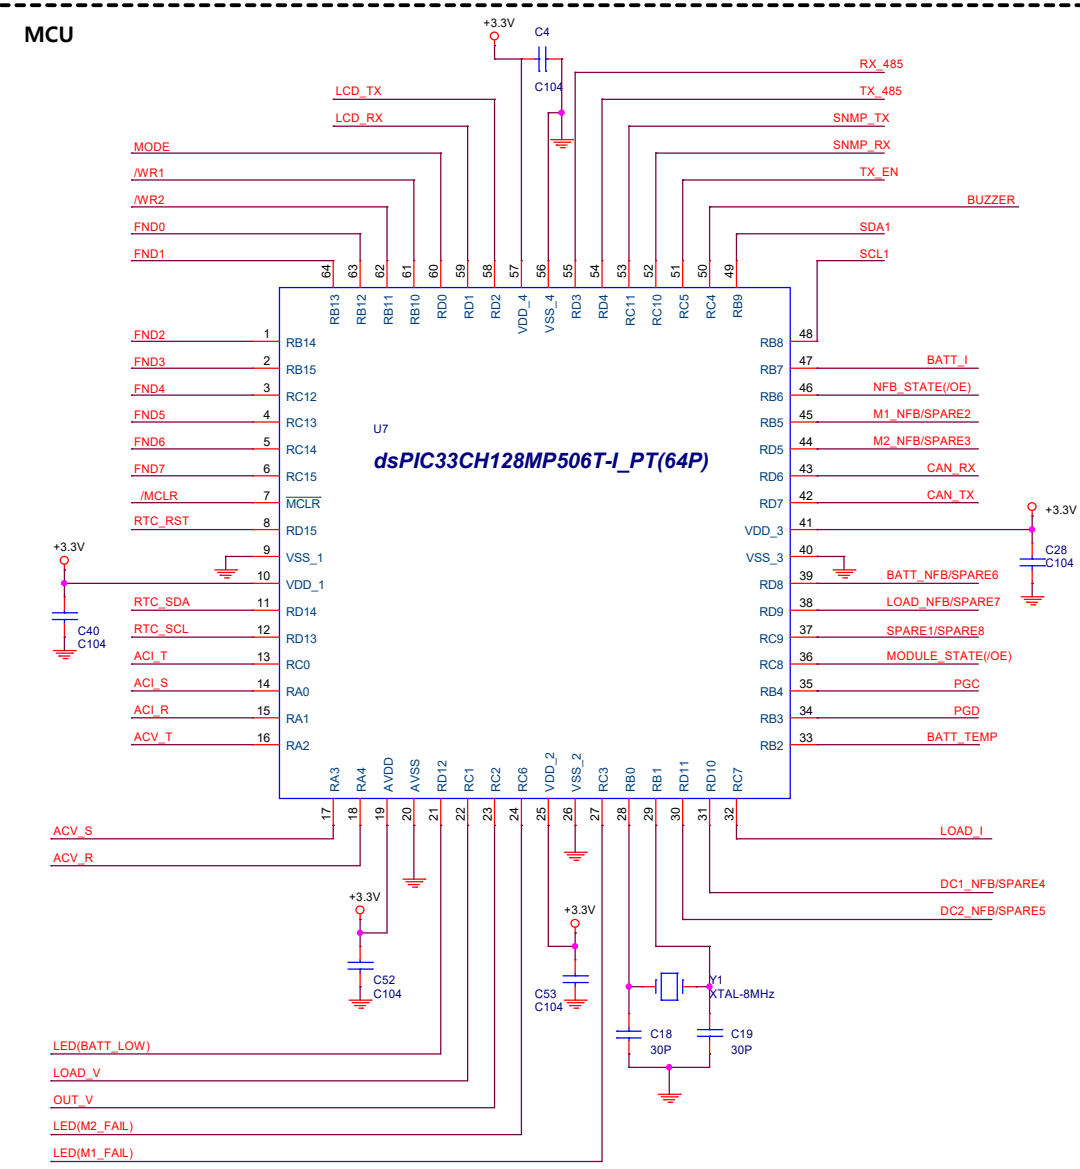 MCU
+3.3V
C4
C104
RX_485
LCD_TX
TX_485
LCD_RX
SNMP_TX
MODE
SNMP_RX
/WR1
TX_EN
/WR2
BUZZER
FND0
SDA1
FND1
SCL1
64 63 62 61 60 59 58 57 56 55 54 53 52 51 50 49
RB13 RB12 RB11 RB10 RD0 RD1 RD2 VDD_4 VSS_4 RD3 RD4 RC11 RC10 RC5 RC4 RB9
FND2 1 RB14
RB8 48
FND3 2 RB15
RB7 47 BATT_I
FND4 3 RC12
RB6 46 NFB_STATE(/OE)
FND5 4 RC13
RB5 45 M1_NFB/SPARE2
U7
FND6 5 RC14
RD5 44 M2_NFB/SPARE3
dsPIC33CH128MP506T-I_PT(64P)
FND7 6 RC15
RD6 43 CAN_RX
/MCLR 7 MCLR
RD7 42 CAN_TX
RTC_RST 8 RD15
VDD_3 41
+3.3V
C28
C104
+3.3V
9 VSS_1
VSS_3 40
10 VDD_1
RD8 39 BATT_NFB/SPARE6
RTC_SDA 11 RD14
RD9 38 LOAD_NFB/SPARE7
C40
C104
RTC_SCL 12 RD13
RC9 37 SPARE1/SPARE8
ACI_T 13 RC0
RC8 36 MODULE_STATE(/OE)
ACI_S 14 RA0
RB4 35 PGC
ACI_R 15 RA1
RB3 34 PGD
ACV_T 16 RA2
RB2 33 BATT_TEMP
RA3 RA4 AVDD AVSS RD12 RC1 RC2 RC6 VDD_2 VSS_2 RC3 RB0 RB1 RD11 RD10 RC7
17 18 19 20 21 22 23 24 25 26 27 28 29 30 31 32
ACV_S
LOAD_I
ACV_R
DC1_NFB/SPARE4
+3.3V
+3.3V
DC2_NFB/SPARE5
C52
C104
C53
C104
Y1
XTAL-8MHz
C18
30P
C19
30P
LED(BATT_LOW)
LOAD_V
OUT_V
LED(M2_FAIL)
LED(M1_FAIL)